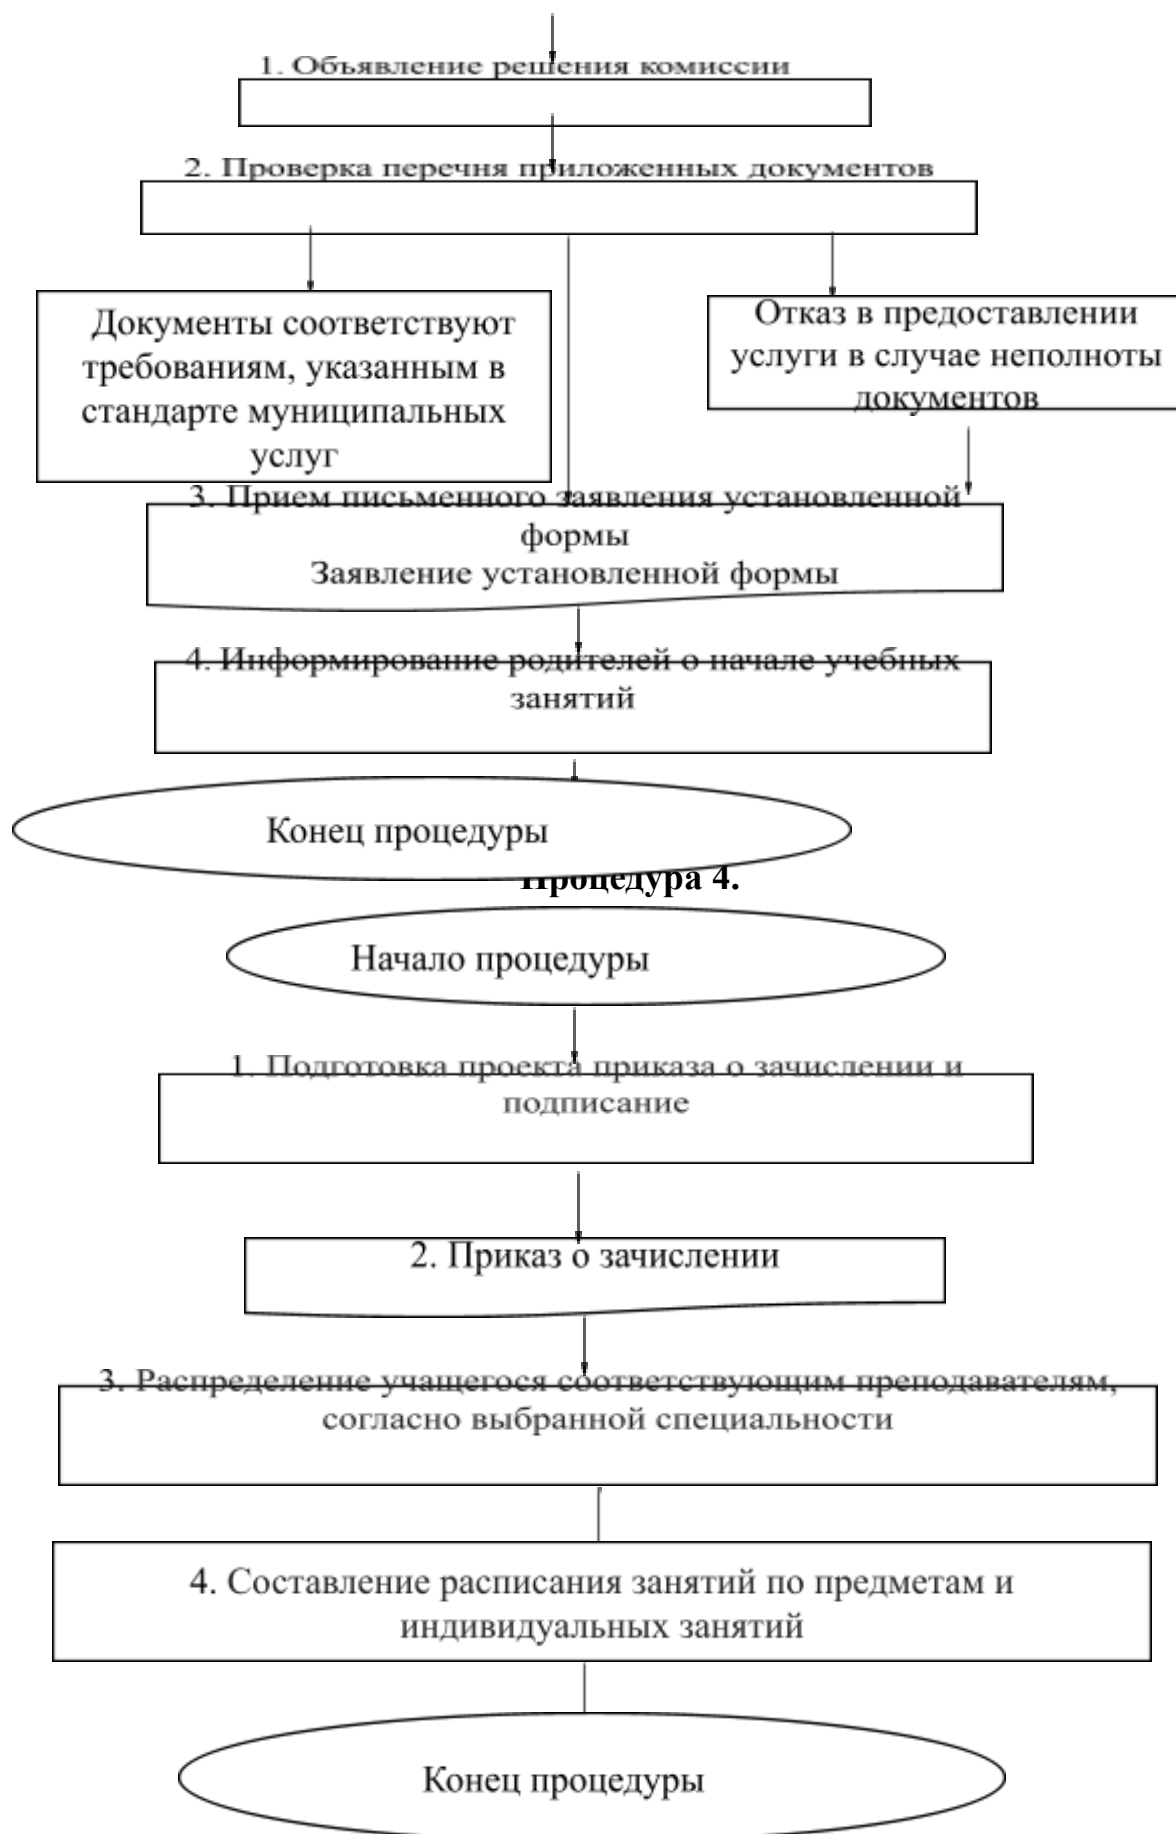 1. Объявление решения комиссии
2. Проверка перечня приложенных документов
Документы соответствуют
требованиям, указанным в
стандарте муниципальных
услуг
Отказ в предоставлении
услуги в случае неполноты
документов
3. Прием письменного заявления установленной
формы
Заявление установленной формы
4. Информирование родителей о начале учебных
занятий
Конец процедуры
Процедура 4.
Начало процедуры
1. Подготовка проекта приказа о зачислении и
подписание
2. Приказ о зачислении
3. Распределение учащегося соответствующим преподавателям,
согласно выбранной специальности
4. Составление расписания занятий по предметам и
индивидуальных занятий
Конец процедуры